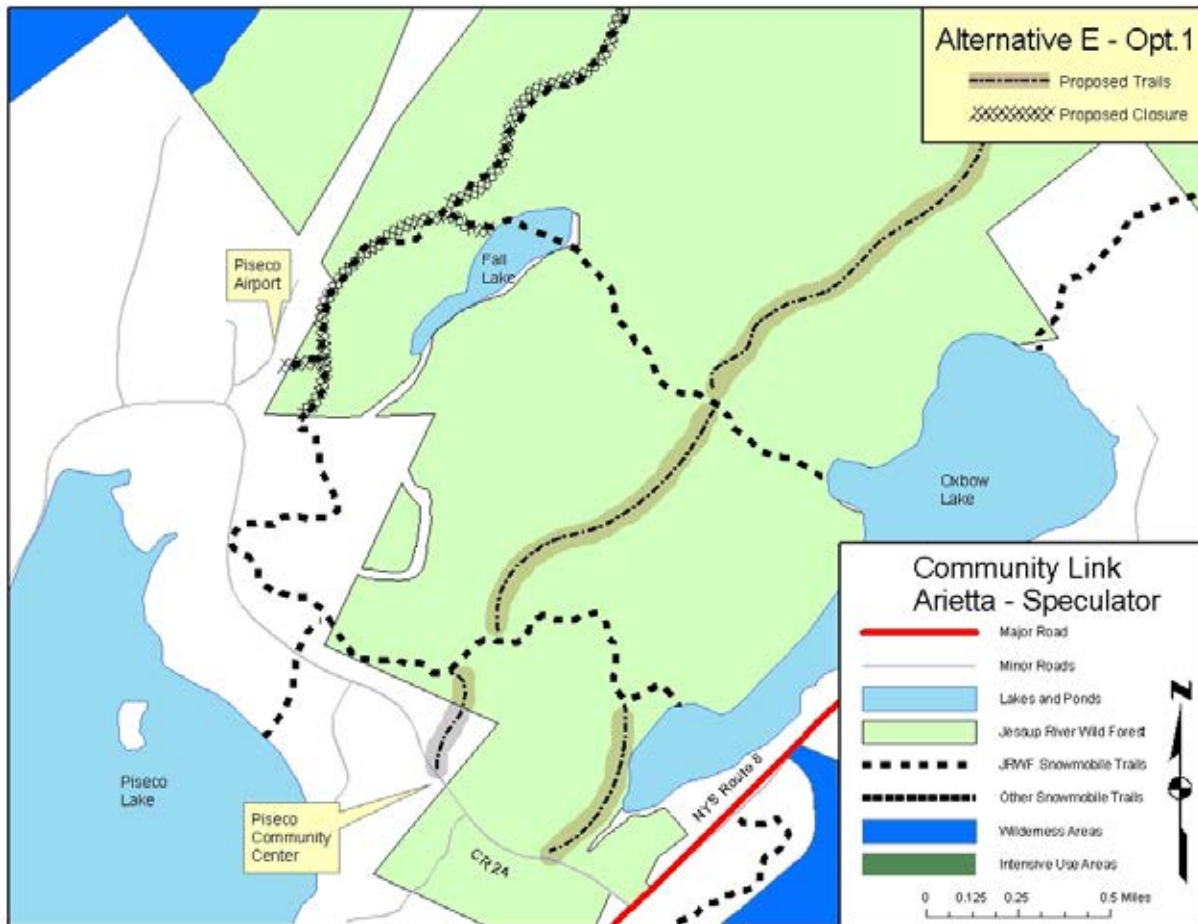 Alternative E - Opt.1
Proposed Trails
Proposed Closure
Piseco
Airport
Fall
Lake
Oxbow
Lake
Piseco
Lake
Piseco
Community
Center
CR 24
NYS Route 8
Community Link
Arietta - Speculator
Major Road
Minor Roads
Lakes and Ponds
Jessup River Wild Forest
JRWF Snowmobile Trails
Other Snowmobile Trails
Wilderness Areas
Intensive Use Areas
N
0 0.125 0.25 0.5 Miles